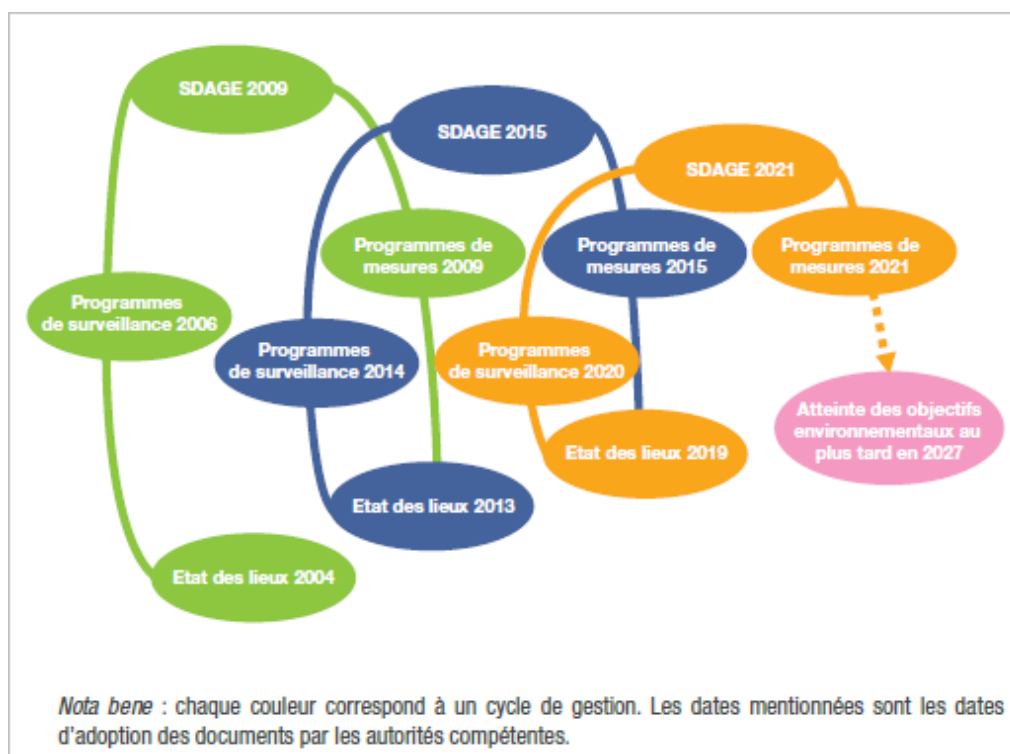 SDAGE 2009
SDAGE 2015
SDAGE 2021
Programmes de
mesures 2009
Programmes de
mesures 2015
Programmes de
mesures 2021
Programmes
de surveillance 2006
Programmes
de surveillance 2014
Programmes
de surveillance 2020
Atteinte des objectifs
environnementaux au
plus tard en 2027
Etat des lieux 2019
Etat des lieux 2013
Etat des lieux 2004
Nota bene : chaque couleur correspond à un cycle de gestion. Les dates mentionnées sont les dates
d'adoption des documents par les autorités compétentes.